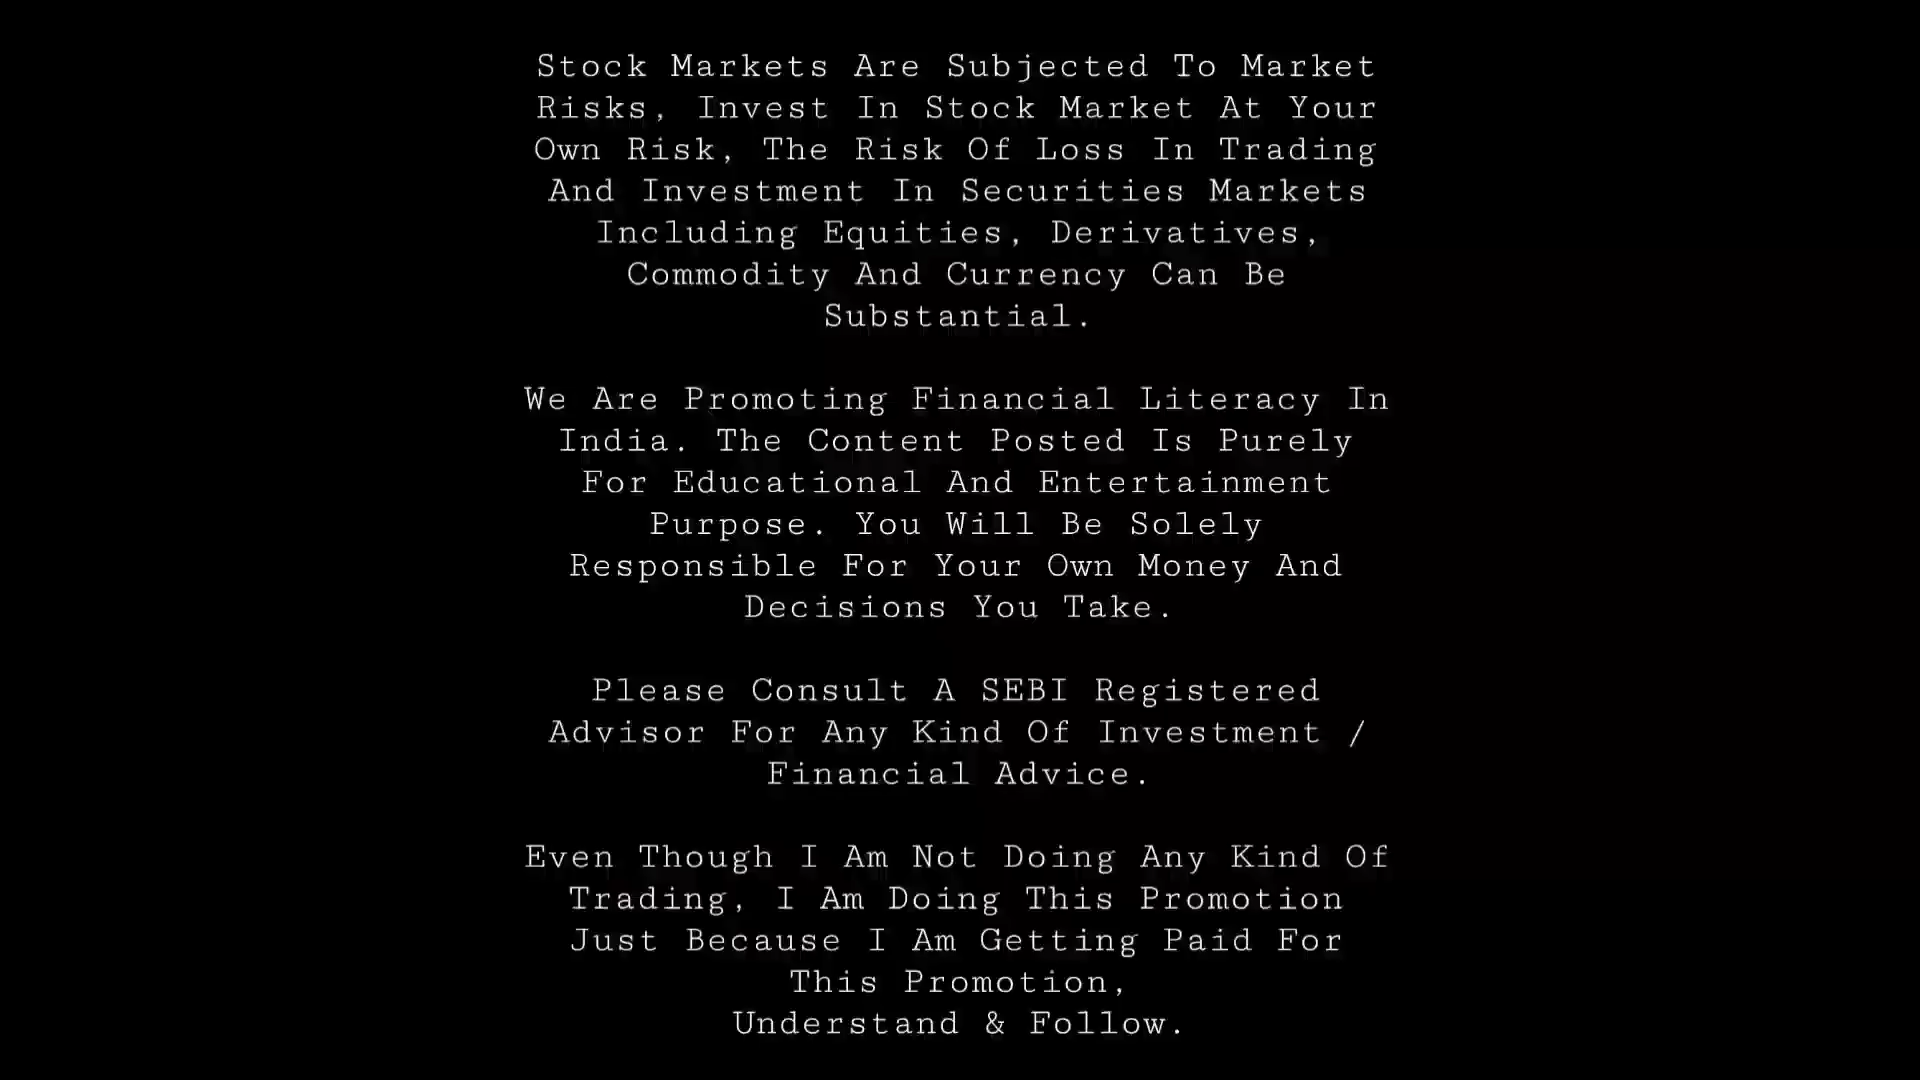 Stock Markets Are Subjected To Market
Risks, Invest In Stock Market At Your
Own Risk, The Risk Of Loss In Trading
And Investment In Securities Markets
Including Equities, Derivatives,
Commodity And Currency Can Be
Substantial.
We Are Promoting Financial Literacy In
India. The Content Posted Is Purely
For Educational And Entertainment
Purpose. You Will Be Solely
Responsible For Your Own Money And
Decisions You Take.
Please Consult A SEBI Registered
Advisor For Any Kind Of Investment /
Financial Advice.
Even Though I Am Not Doing Any Kind Of
Trading, I Am Doing This Promotion
Just Because I Am Getting Paid For
This Promotion,
Understand & Follow.